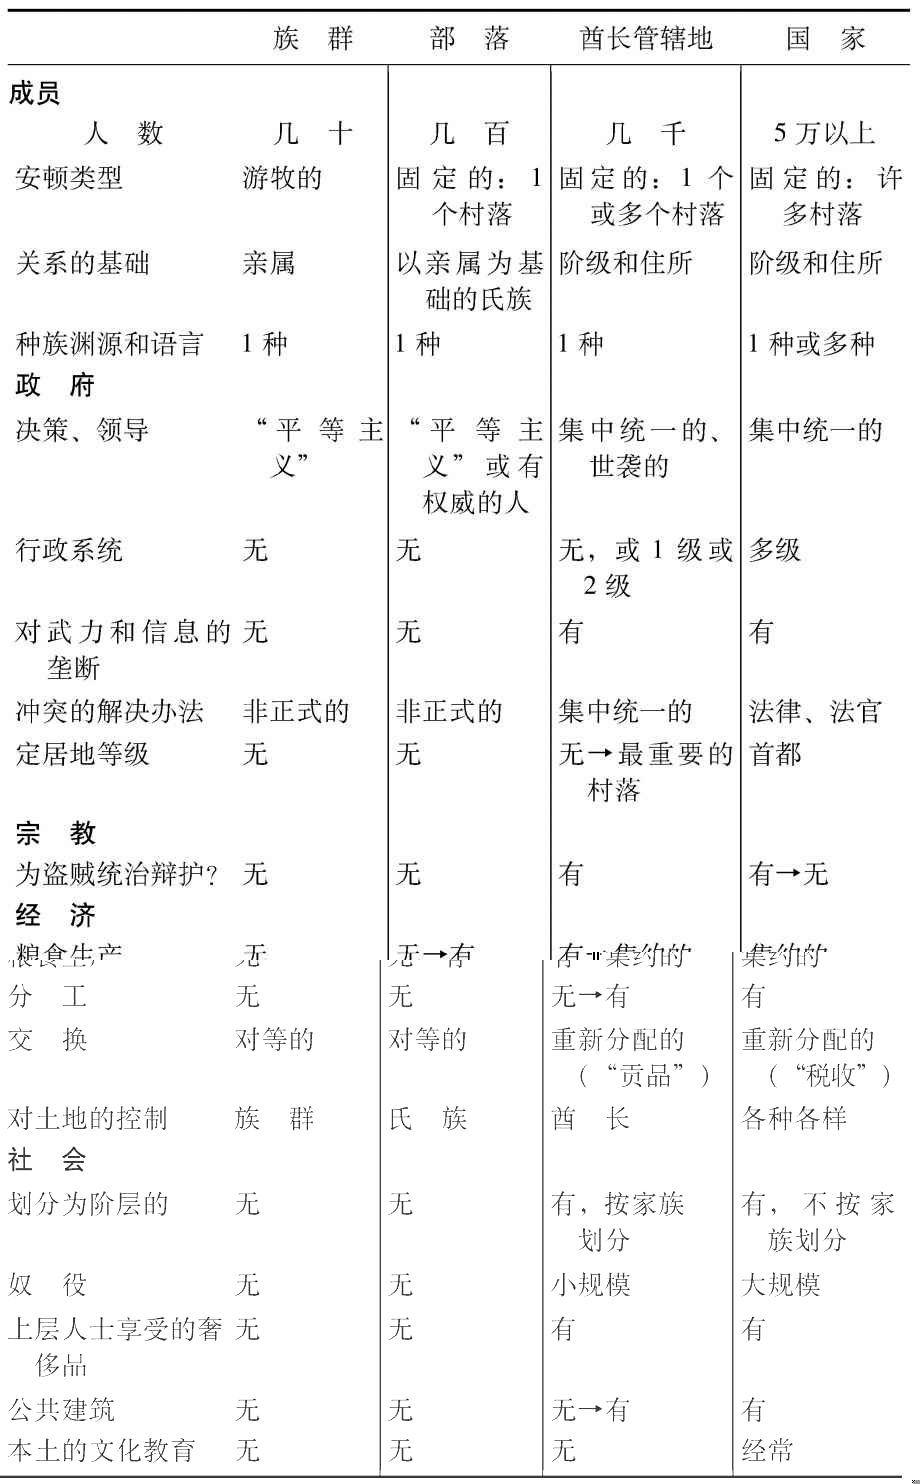 族 群 部 落 酋长管辖地 国 家
成员
人 数 几 十 几 百 几 千 5万以上
安顿类型 游牧的 固定的：1 固定的：1个 固定的：许
个村落 或多个村落 多村落
关系的基础 亲属 以亲属为基 阶级和住所 阶级和住所
础的氏族
种族渊源和语言 1种 1种 1种 1种或多种
政 府
决策、领导 “平等主 “平等主 集中统一的、 集中统一的
义” 义”或有 世袭的
权威的人
行政系统 无 无 无，或1级或 多级
2级
对武力和信息的 无 无 有 有
垄断
冲突的解决办法 非正式的 非正式的 集中统一的 法律、法官
定居地等级 无 无 无→最重要的 首都
村落
宗 教
为盗贼统治辩护？ 无 无 有 有→无
经 济
粮食生产 无 无→有 有→集约的 集约的
分 工 无 无 无→有 有
交 换 对等的 对等的 重新分配的 重新分配的
（“贡品”） （“税收”）
对土地的控制 族 群 氏 族 酋 长 各种各样
社 会
划分为阶层的 无 无 有，按家族 有，不按家
划分 族划分
奴 役 无 无 小规模 大规模
上层人士享受的奢 无 无 有 有
侈品
公共建筑 无 无 无→有 有
本土的文化教育 无 无 无 经常